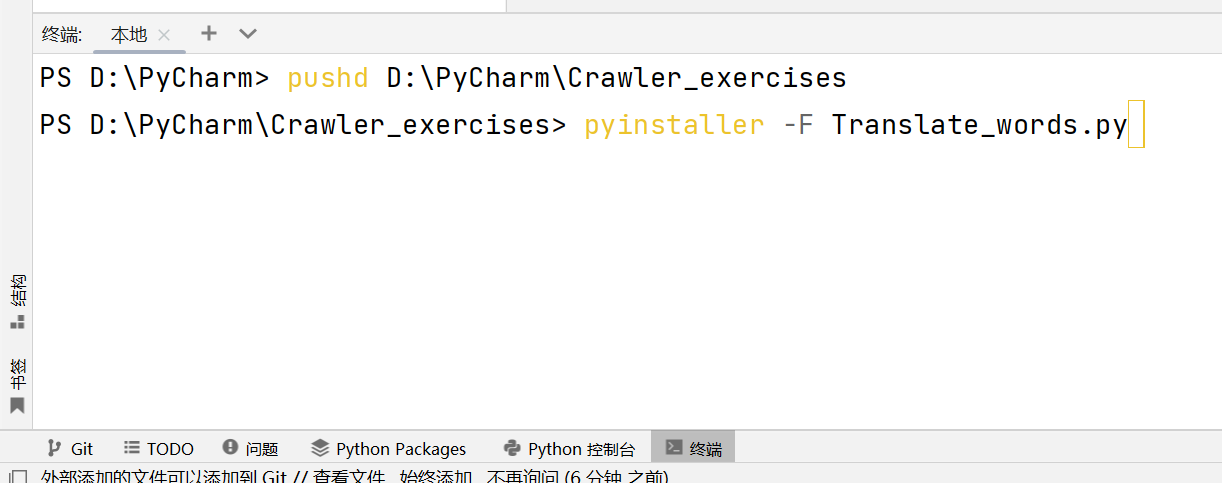 终端: 本地
PS D:\PyCharm> pushd D:\PyCharm\Crawler_exercises
PS D:\PyCharm\Crawler_exercises> pyinstaller -F Translate_words.py
结构
书签
Git TODO 问题 Python Packages Python 控制台 终端
外部添加的文件可以添加到 Git // 查看文件 始终添加 不再询问 (6 分钟 之前)